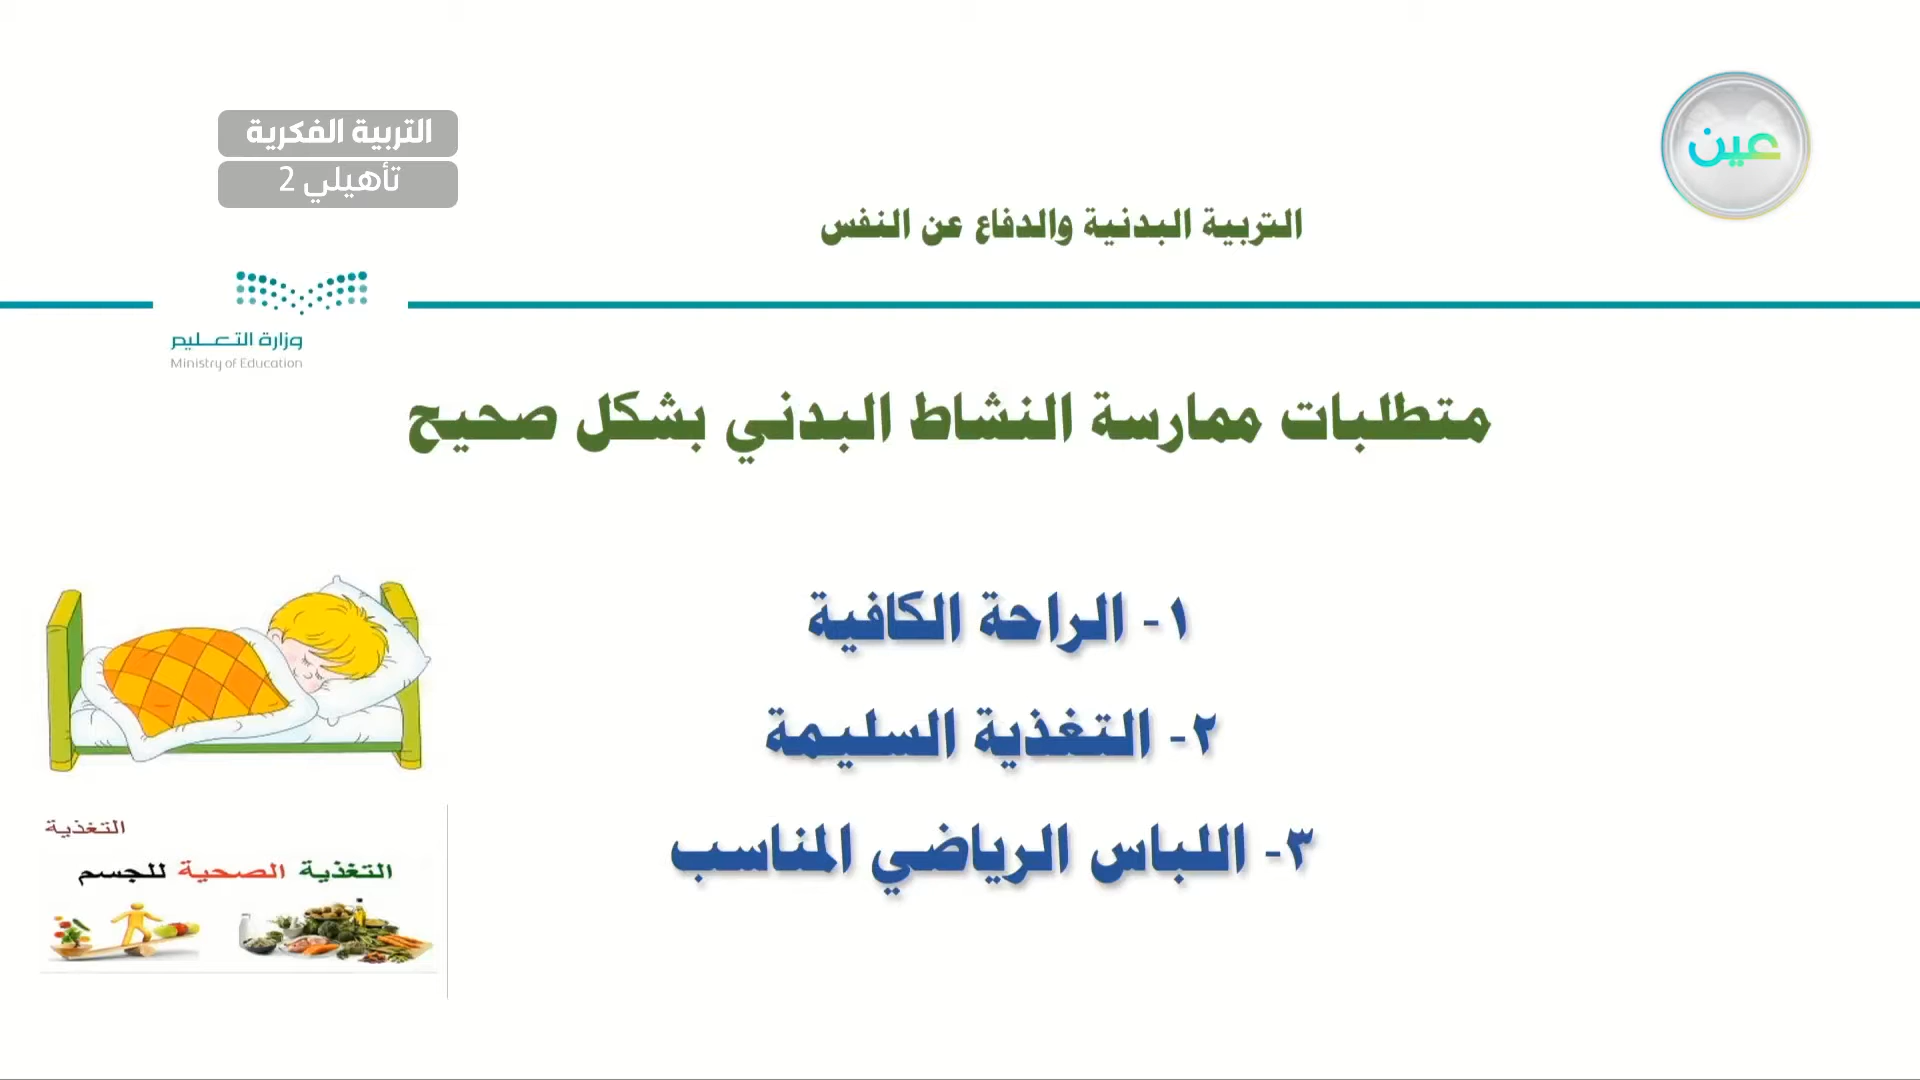 عين
التربية الفكرية
تأهيلي 2
التربية البدنية والدفاع عن النفس
وزارة التعليم
Ministry of Education
متطلبات ممارسة النشاط البدني بشكل صحيح
١- الراحة الكافية
٢- التغذية السليمة
٣- اللباس الرياضي المناسب
التغذية
التغذية الصحية للجسم